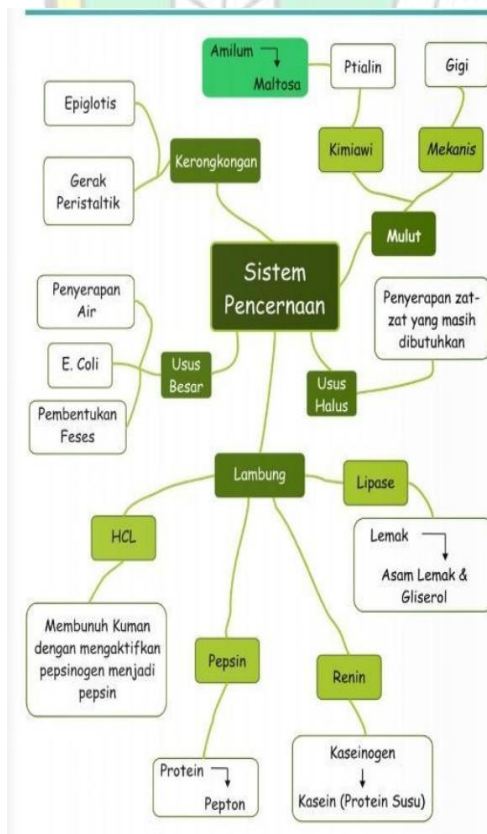 Amilum
Maltosa
Ptialin
Gigi
Epiglotis
Kerongkongan
Kimiawi
Mekanis
Gerak
Peristaltik
Mulut
Sistem
Pencernaan
Penyerapan
Air
Penyerapan zat-
zat yang masih
dibutuhkan
E. Coli
Usus
Besar
Usus
Halus
Pembentukan
Feses
Lambung
Lipase
HCL
Lemak
Asam Lemak &
Gliserol
Membunuh Kuman
dengan mengaktifkan
pepsinogen menjadi
pepsin
Pepsin
Renin
Protein
Pepton
Kaseinogen
Kasein (Protein Susu)